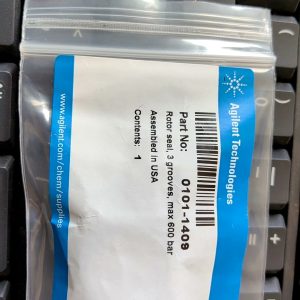 Agilent Technologies
Part No: 0101-1409
Rotor seal, 3 grooves, max 600 bar
Assembled in USA
Contents: 1
www.agilent.com/chem/supplies